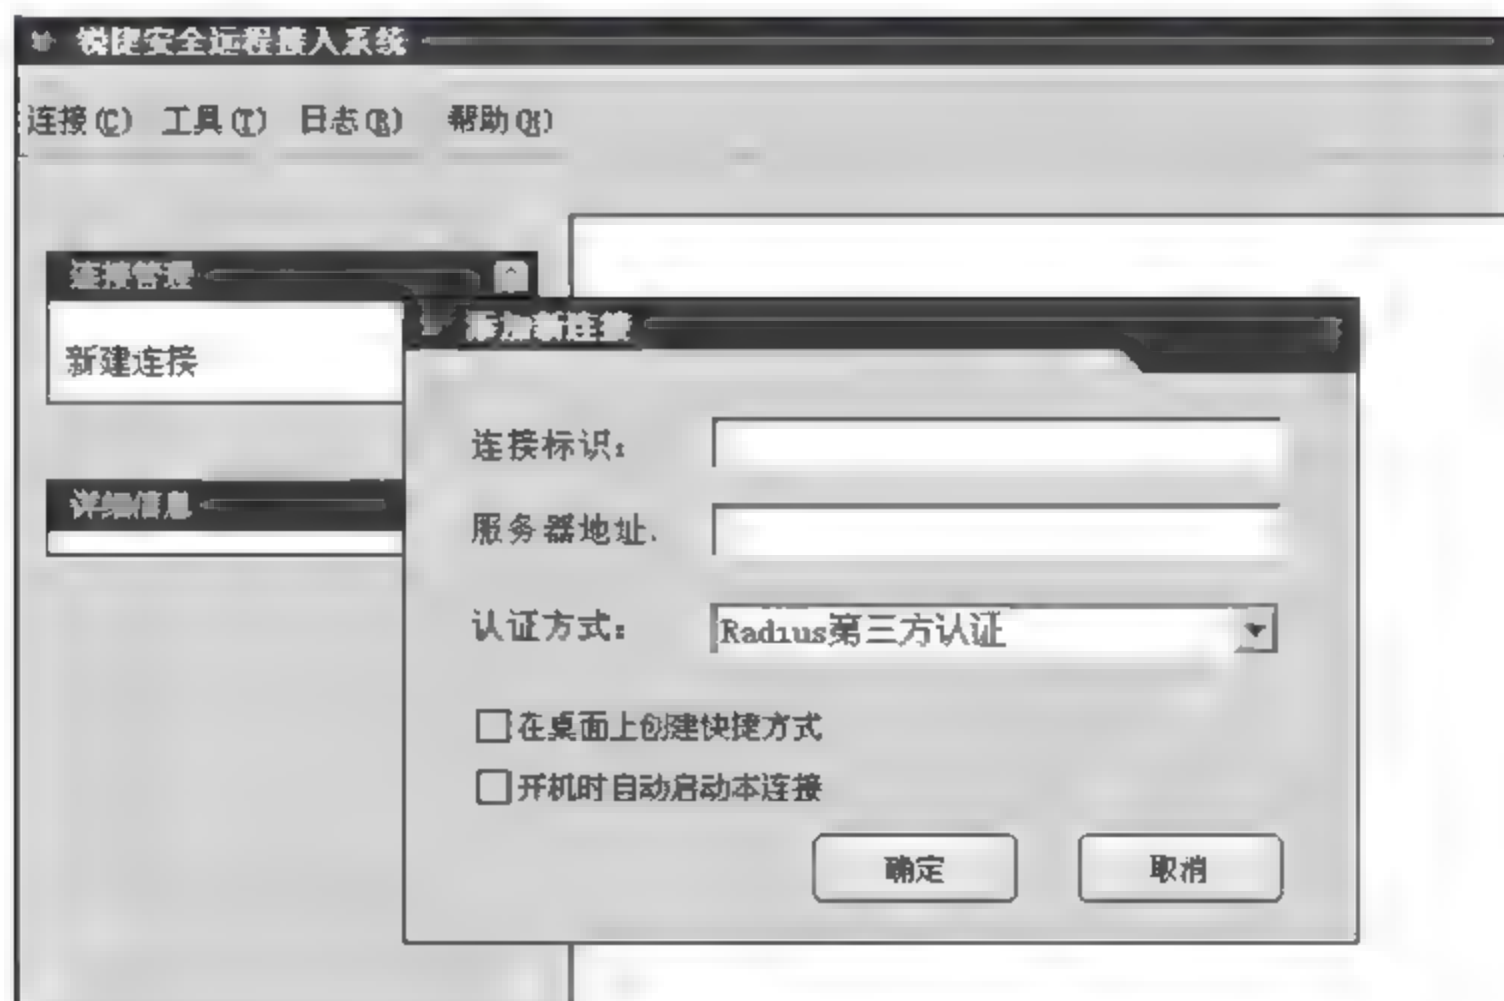 锐捷安全远程接入系统
连接(C) 工具(T) 日志(R) 帮助(H)
连接管理
新建连接
详细信息
添加新连接
连接标识:
服务器地址:
认证方式: Radius第三方认证
在桌面上创建快捷方式
开机时自动启动本连接
确定 取消